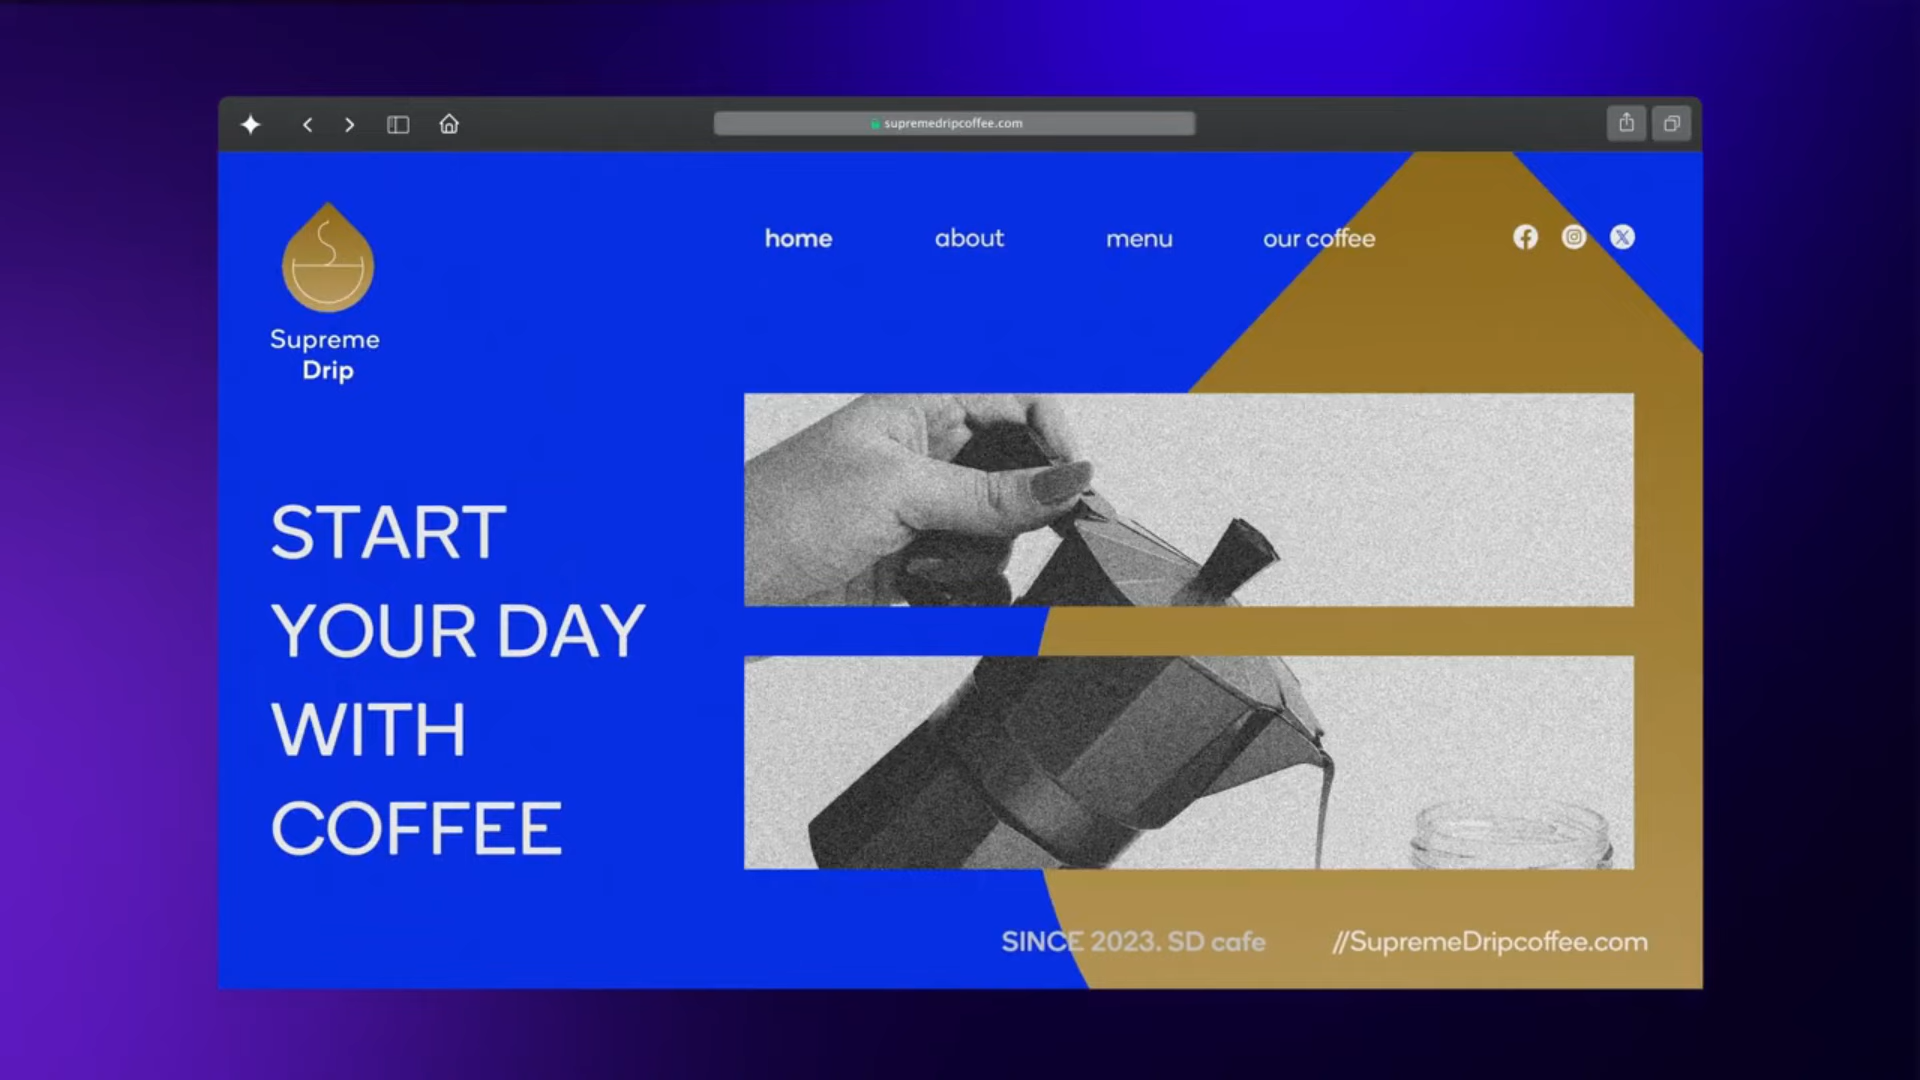 supremedripcoffee.com
home about menu our coffee
Supreme
Drip
START
YOUR DAY
WITH
COFFEE
SINCE 2023. SD cafe //SupremeDripcoffee.com